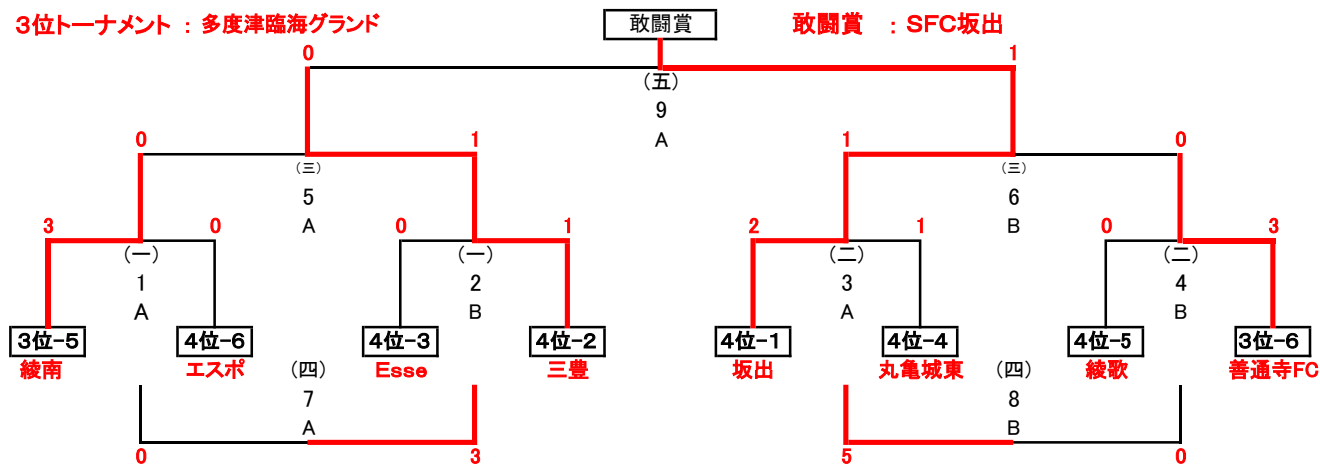 3位トーナメント : 多度津臨海グランド
敢闘賞
敢闘賞 : SFC坂出
0
1
(五)
9
A
0
1
1
0
(三)
5
A
(三)
6
B
3
0
0
1
2
1
0
3
(一)
1
A
(一)
2
B
(二)
3
A
(二)
4
B
3位-5
4位-6
4位-3
4位-2
4位-1
4位-4
4位-5
3位-6
綾南
エスポ
Esse
三豊
坂出
丸亀城東
綾歌
善通寺FC
(四)
7
A
(四)
8
B
0
3
5
0